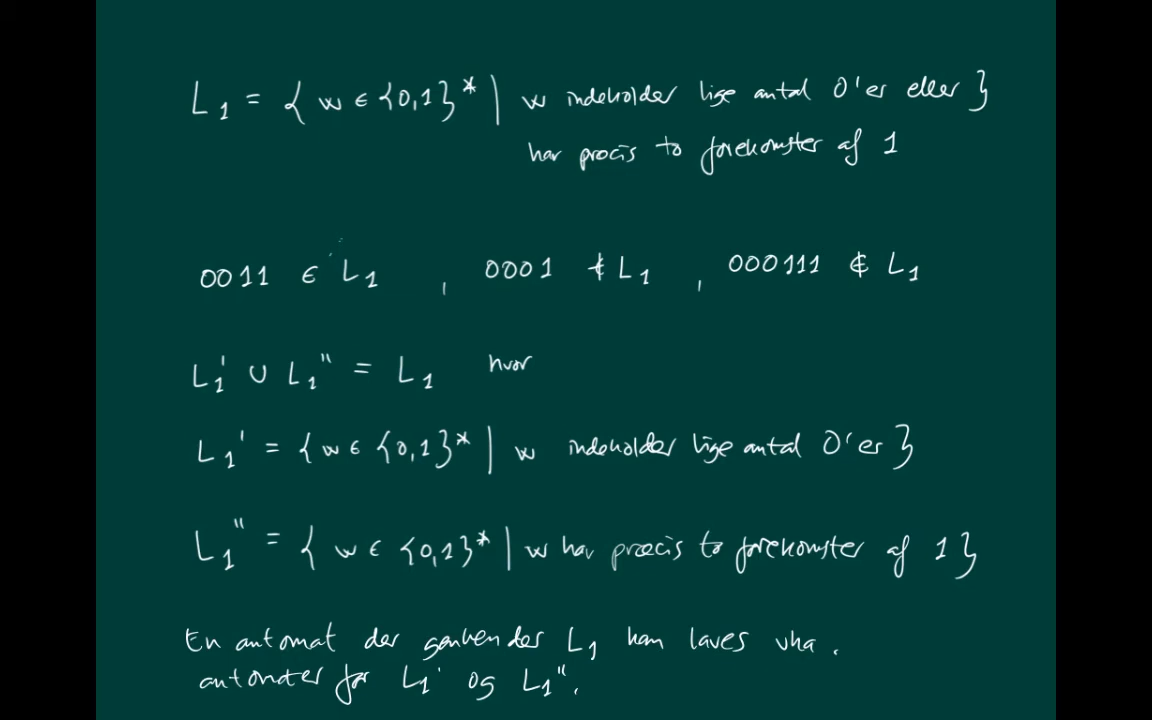 L₁ = { w ∈ {0,1}* | w indeholder lige antal 0'er eller }
har præcis to forekomster af 1
0011 ∈ L₁ , 0001 ∉ L₁ , 000111 ∉ L₁
L₁' ∪ L₁'' = L₁ hvor
L₁' = { w ∈ {0,1}* | w indeholder lige antal 0'er }
L₁'' = { w ∈ {0,1}* | w har præcis to forekomster af 1 }
En automat der genkender L₁ kan laves vha.
automater for L₁' og L₁''.